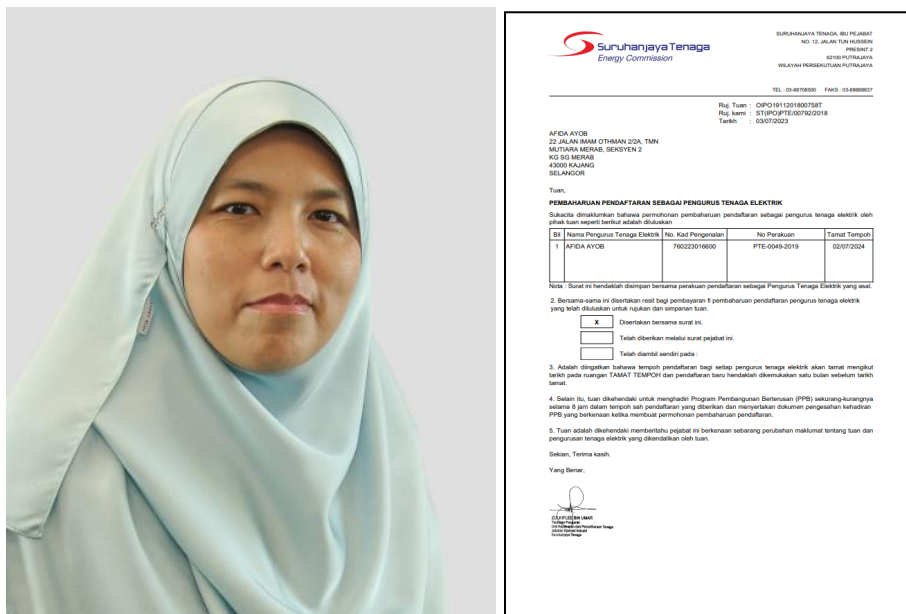 Suruhanjaya Tenaga
Energy Commission
SURUHANJAYA TENAGA, IBU PEJABAT
NO. 12, JALAN TUN HUSSEIN
PRESINT 2
62100 PUTRAJAYA
WILAYAH PERSEKUTUAN PUTRAJAYA
TEL : 03-88708500 FAKS : 03-88888637
Ruj. Tuan : OIPO1911201800758T
Ruj. kami : ST(IPO)PTE/00792/2018
Tarikh : 03/07/2023
AFIDA AYOB
22 JALAN IMAM OTHMAN 2/2A, TMN
MUTIARA MERAB, SEKSYEN 2
KG SG MERAB
43000 KAJANG
SELANGOR
Tuan,
PEMBAHARUAN PENDAFTARAN SEBAGAI PENGURUS TENAGA ELEKTRIK
Sukacita dimaklumkan bahawa permohonan pembaharuan pendaftaran sebagai pengurus tenaga elektrik oleh
pihak tuan seperti berikut adalah diluluskan
Bil Nama Pengurus Tenaga Elektrik No. Kad Pengenalan No Perakuan Tamat Tempoh
1 AFIDA AYOB 760223016600 PTE-0049-2019 02/07/2024
Nota : Surat ini hendaklah disimpan bersama perakuan pendaftaran sebagai Pengurus Tenaga Elektrik yang asal.
2. Bersama-sama ini disertakan resit bagi pembayaran fi pembaharuan pendaftaran pengurus tenaga elektrik
yang telah diluluskan untuk rujukan dan simpanan tuan.
X Disertakan bersama surat ini.
Telah diberikan melalui surat pejabat ini.
Telah diambil sendiri pada :
3. Adalah diingatkan bahawa tempoh pendaftaran bagi setiap pengurus tenaga elektrik akan tamat mengikut
tarikh pada ruangan TAMAT TEMPOH dan pendaftaran baru hendaklah dikemukakan satu bulan sebelum tarikh
tamat.
4. Selain itu, tuan dikehendaki untuk menghadiri Program Pembangunan Berterusan (PPB) sekurang-kurangnya
selama 8 jam dalam tempoh sah pendaftaran yang diberikan dan menyertakan dokumen pengesahan kehadiran
PPB yang berkenaan ketika membuat permohonan pembaharuan pendaftaran.
5. Tuan adalah dikehendaki memberitahu pejabat ini berkenaan sebarang perubahan maklumat tentang tuan dan
pengurusan tenaga elektrik yang dikendalikan oleh tuan.
Sekian, Terima kasih.
Yang Benar,
ZULKIFLEE BIN UMAR
Timbalan Pengarah
Unit Kecekapan dan Pemeliharaan Tenaga
Jabatan Operasi Industri
Suruhanjaya Tenaga